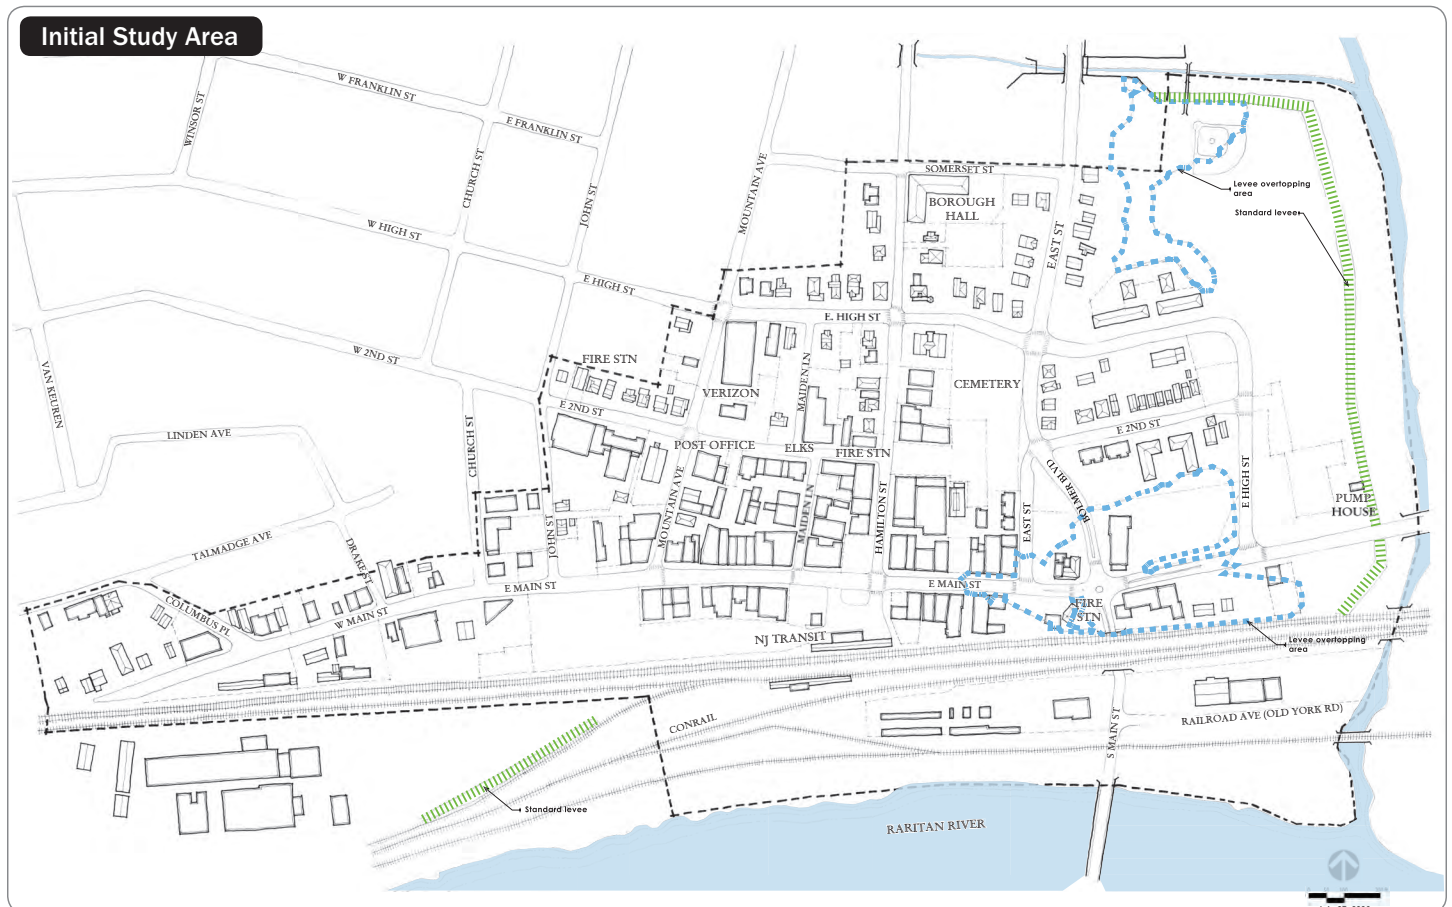 Initial Study Area
W FRANKLIN ST
WINSOR ST
E FRANKLIN ST
CHURCH ST
JOHN ST
MOUNTAIN AVE
SOMERSET ST
BOROUGH
HALL
Levee overtopping
area
Standard levee
EAST ST
W HIGH ST
E HIGH ST
E. HIGH ST
W 2ND ST
FIRE STN
VAN KEUREN
VERIZON
MAIDEN LN
CEMETERY
E 2ND ST
E 2ND ST
LINDEN AVE
CHURCH ST
POST OFFICE
ELKS
FIRE STN
MOUNTAIN AVE
MAIDEN LN
HAMILTON ST
EAST ST
BOLMER BLVD
E HIGH ST
PUMP
HOUSE
JOHN ST
TALMADGE AVE
DRAKE ST
COLUMBUS PL
W MAIN ST
E MAIN ST
E MAIN ST
FIRE
STN
NJ TRANSIT
Levee overtopping
area
CONRAIL
S MAIN ST
RAILROAD AVE (OLD YORK RD)
Standard levee
RARITAN RIVER